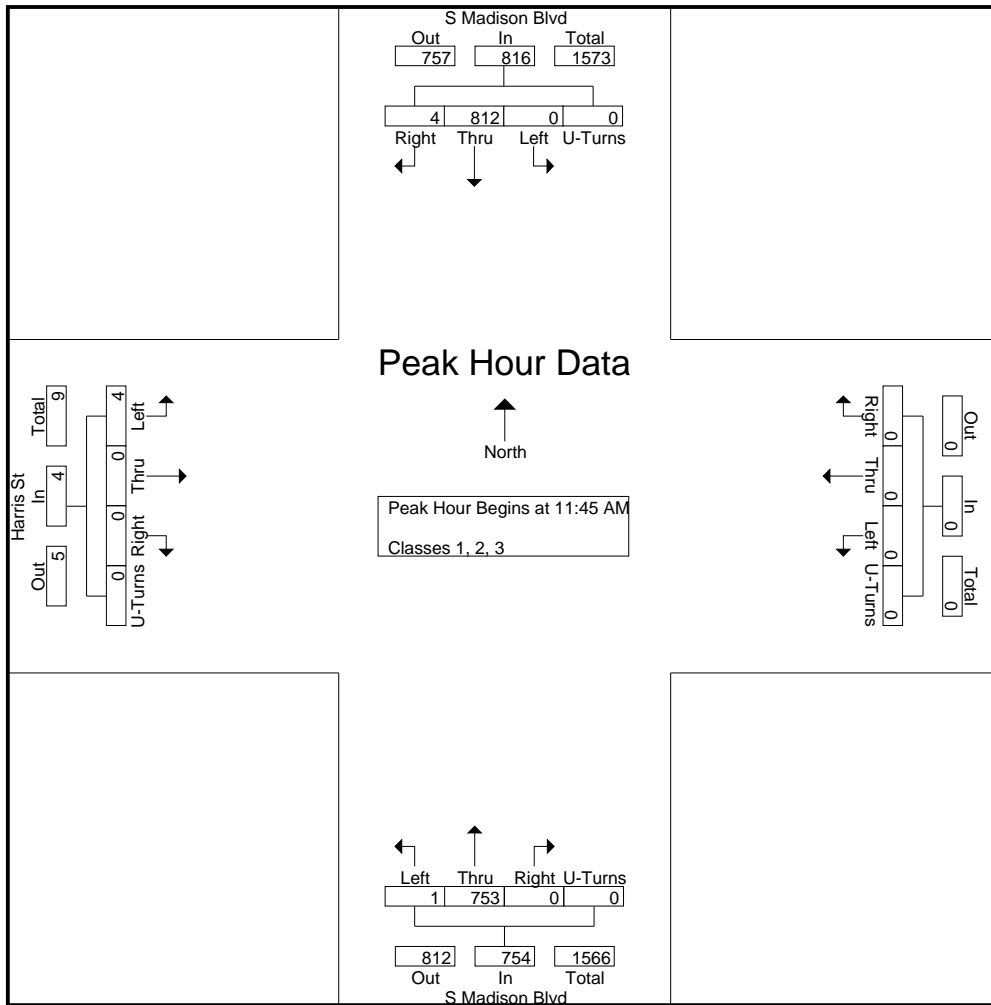 S Madison Blvd
Out In Total
757 816 1573
4 812 0 0
Right Thru Left U-Turns
Peak Hour Data
North
Peak Hour Begins at 11:45 AM
Classes 1, 2, 3
Harris St
Out In Total
5 4 9
0 0 0 4
U-Turns Right Thru Left
Out In Total
0 0 0
0 0 0 0
Right Thru Left U-Turns
Left Thru Right U-Turns
1 753 0 0
812 754 1566
Out In Total
S Madison Blvd